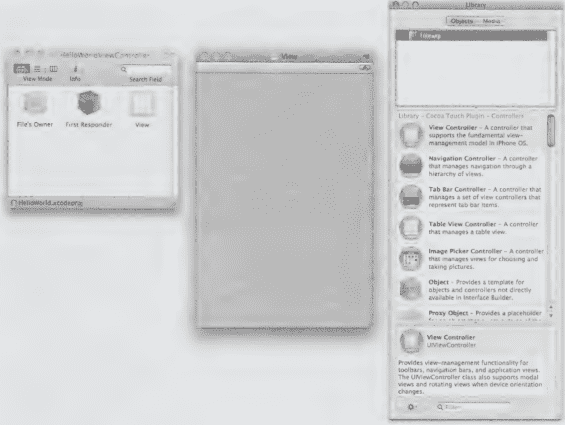 HelloWorldViewController
View Mode
Info
Search Field
File's Owner
First Responder
View
HelloWorld.xcodeproj
View
Library
Objects
Media
Library – Cocoa Touch Plugin – Controllers
View Controller – A controller that
supports the fundamental view-
management model in iPhone OS.
Navigation Controller – A controller
that manages navigation through a
hierarchy of views.
Tab Bar Controller – A controller that
manages a set of view controllers that
represent tab bar items.
Table View Controller – A controller
that manages a table view.
Image Picker Controller – A controller
that manages views for choosing and
taking pictures.
Object – Provides a template for
objects and controllers not directly
available in Interface Builder.
Proxy Object – Provides a placeholder
View Controller
UIViewController
Provides view-management functionality for
toolbars, navigation bars, and application views.
The UIViewController class also supports modal
views and rotating views when device orientation
changes.
Filter